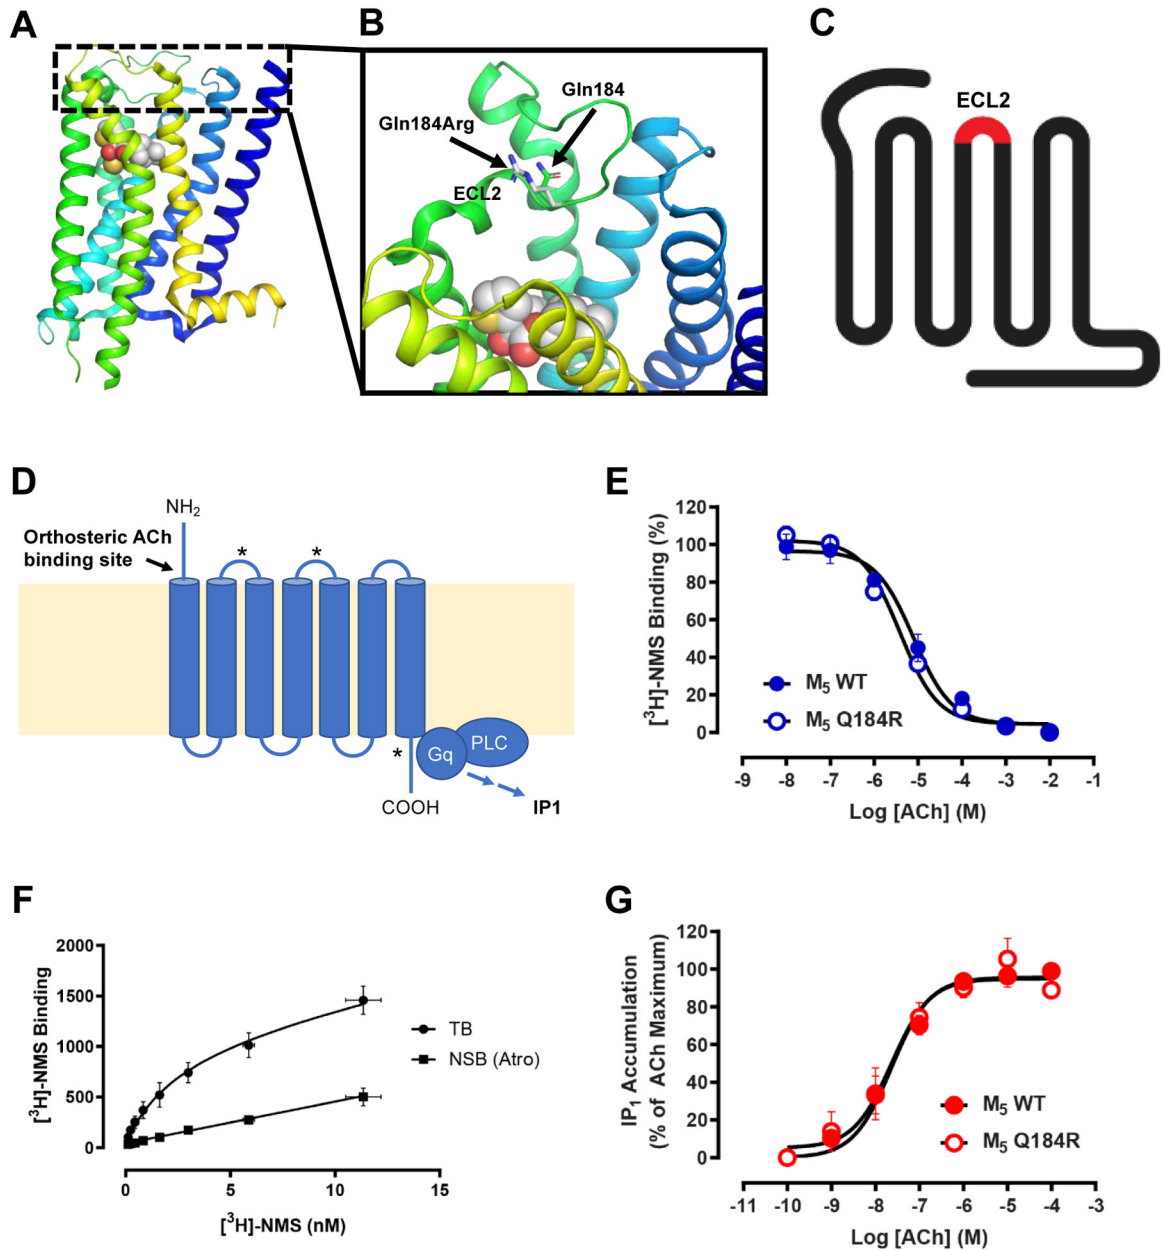 A
B
Gln184
Gln184Arg
ECL2
C
ECL2
D
NH₂
Orthosteric ACh
binding site
*
*
*
Gq
PLC
COOH
IP1
E
[³H]-NMS Binding (%)
120
100
80
60
40
20
0
M₅ WT
M₅ Q184R
-9 -8 -7 -6 -5 -4 -3 -2 -1
Log [ACh] (M)
F
[³H]-NMS Binding
2000
1500
1000
500
0
TB
NSB (Atro)
0 5 10 15
[³H]-NMS (nM)
G
IP₁ Accumulation
(% of ACh Maximum)
120
100
80
60
40
20
0
M₅ WT
M₅ Q184R
-11 -10 -9 -8 -7 -6 -5 -4 -3
Log [ACh] (M)